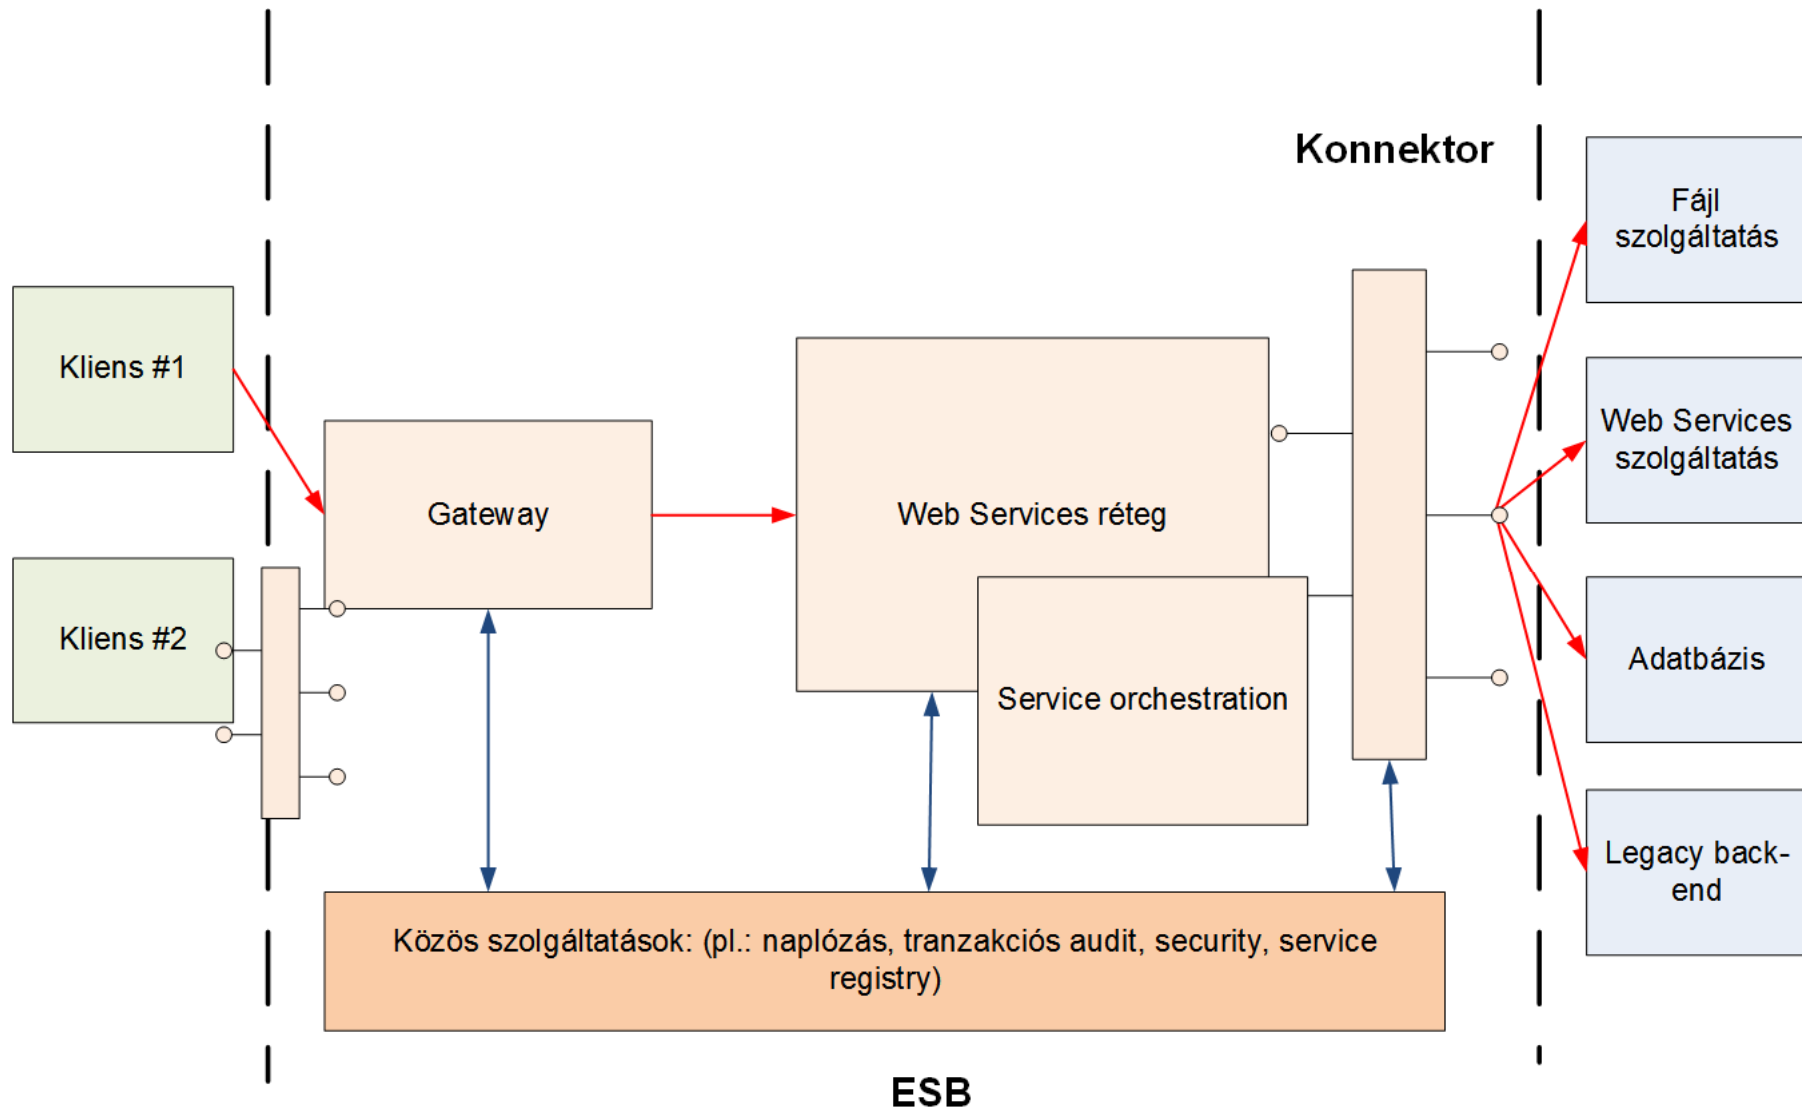 Konnektor
Fájl
szolgáltatás
Kliens #1
Web Services
szolgáltatás
Gateway
Web Services réteg
Kliens #2
Service orchestration
Adatbázis
Legacy back-
end
Közös szolgáltatások: (pl.: naplózás, tranzakciós audit, security, service
registry)
ESB